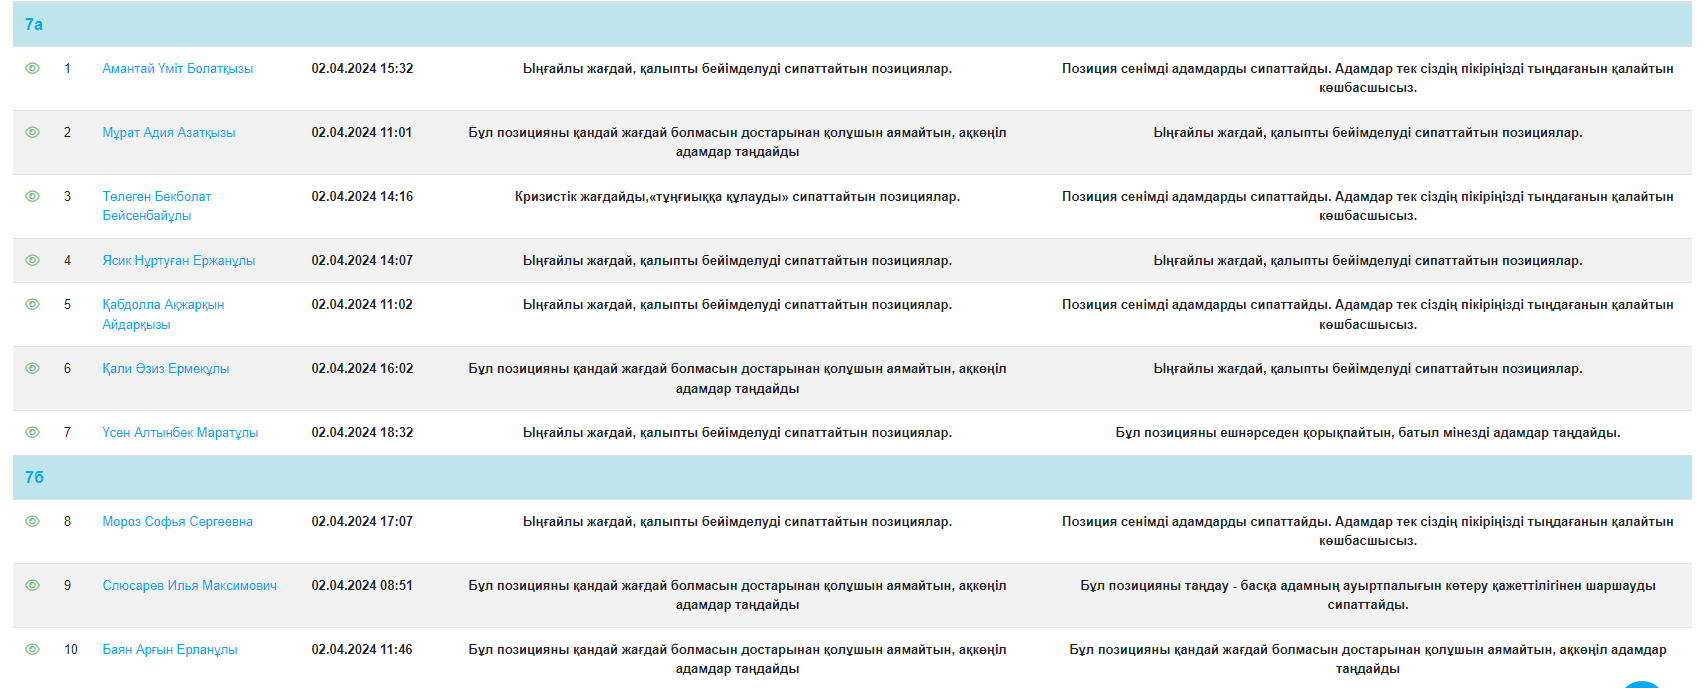 7а
1 Амантай Үміт Болатқызы 02.04.2024 15:32 Ыңғайлы жағдай, қалыпты бейімделуді сипаттайтын позициялар. Позиция сенімді адамдарды сипаттайды. Адамдар тек сіздің пікіріңізді тыңдағанын қалайтын
көшбасшысыз.
2 Мұрат Адия Азатқызы 02.04.2024 11:01 Бұл позицияны қандай жағдай болмасын достарынан қолұшын аямайтын, ақкөңіл Ыңғайлы жағдай, қалыпты бейімделуді сипаттайтын позициялар.
адамдар таңдайды
3 Төлеген Бекболат 02.04.2024 14:16 Кризистік жағдайды,«тұңғиыққа құлауды» сипаттайтын позициялар. Позиция сенімді адамдарды сипаттайды. Адамдар тек сіздің пікіріңізді тыңдағанын қалайтын
Бейсенбайұлы көшбасшысыз.
4 Ясик Нұртуған Ержанұлы 02.04.2024 14:07 Ыңғайлы жағдай, қалыпты бейімделуді сипаттайтын позициялар. Ыңғайлы жағдай, қалыпты бейімделуді сипаттайтын позициялар.
5 Қабдолла Ақжарқын 02.04.2024 11:02 Ыңғайлы жағдай, қалыпты бейімделуді сипаттайтын позициялар. Позиция сенімді адамдарды сипаттайды. Адамдар тек сіздің пікіріңізді тыңдағанын қалайтын
Айдарқызы көшбасшысыз.
6 Қали Әзиз Ермекұлы 02.04.2024 16:02 Бұл позицияны қандай жағдай болмасын достарынан қолұшын аямайтын, ақкөңіл Ыңғайлы жағдай, қалыпты бейімделуді сипаттайтын позициялар.
адамдар таңдайды
7 Үсен Алтынбек Маратұлы 02.04.2024 18:32 Ыңғайлы жағдай, қалыпты бейімделуді сипаттайтын позициялар. Бұл позицияны ешнәрседен қорықпайтын, батыл мінезді адамдар таңдайды.
7б
8 Мороз Софья Сергеевна 02.04.2024 17:07 Ыңғайлы жағдай, қалыпты бейімделуді сипаттайтын позициялар. Позиция сенімді адамдарды сипаттайды. Адамдар тек сіздің пікіріңізді тыңдағанын қалайтын
көшбасшысыз.
9 Слюсарев Илья Максимович 02.04.2024 08:51 Бұл позицияны қандай жағдай болмасын достарынан қолұшын аямайтын, ақкөңіл Бұл позицияны таңдау - басқа адамның ауыртпалығын көтеру қажеттілігінен шаршауды
адамдар таңдайды сипаттайды.
10 Баян Арғын Ерланұлы 02.04.2024 11:46 Бұл позицияны қандай жағдай болмасын достарынан қолұшын аямайтын, ақкөңіл Бұл позицияны қандай жағдай болмасын достарынан қолұшын аямайтын, ақкөңіл адамдар
адамдар таңдайды таңдайды